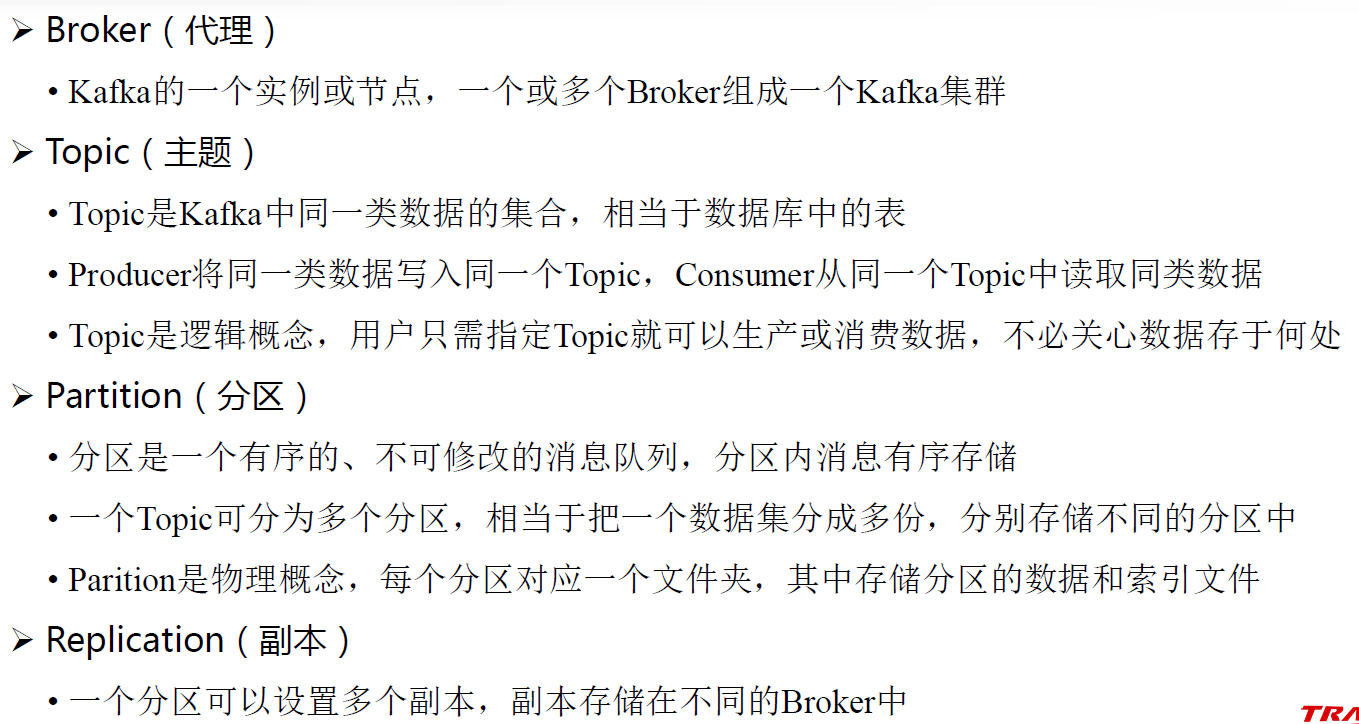 ➢ Broker（代理）
• Kafka的一个实例或节点，一个或多个Broker组成一个Kafka集群
➢ Topic（主题）
• Topic是Kafka中同一类数据的集合，相当于数据库中的表
• Producer将同一类数据写入同一个Topic，Consumer从同一个Topic中读取同类数据
• Topic是逻辑概念，用户只需指定Topic就可以生产或消费数据，不必关心数据存于何处
➢ Partition（分区）
• 分区是一个有序的、不可修改的消息队列，分区内消息有序存储
• 一个Topic可分为多个分区，相当于把一个数据集分成多份，分别存储不同的分区中
• Parition是物理概念，每个分区对应一个文件夹，其中存储分区的数据和索引文件
➢ Replication（副本）
• 一个分区可以设置多个副本，副本存储在不同的Broker中